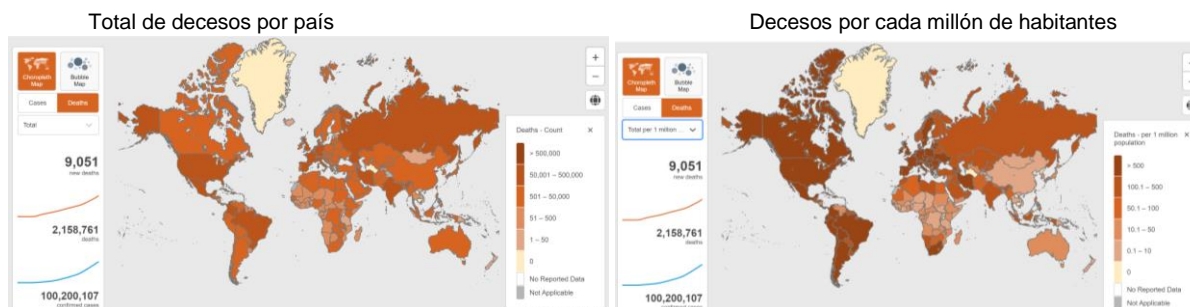 Total de decesos por país
Choropleth
Map
Bubble
Map
Cases
Deaths
Total
9,051
new deaths
2,158,761
deaths
100,200,107
confirmed cases
+
−
Deaths - Count
×
> 500,000
50,001 – 500,000
501 – 50,000
51 – 500
1 – 50
0
No Reported Data
Not Applicable
Decesos por cada millón de habitantes
Choropleth
Map
Bubble
Map
Cases
Deaths
Total per 1 million ...
9,051
new deaths
2,158,761
deaths
100,200,107
confirmed cases
Deaths - per 1 million
population
×
> 500
100.1 - 500
50.1 – 100
10.1 – 50
0.1 – 10
0
No Reported Data
Not Applicable